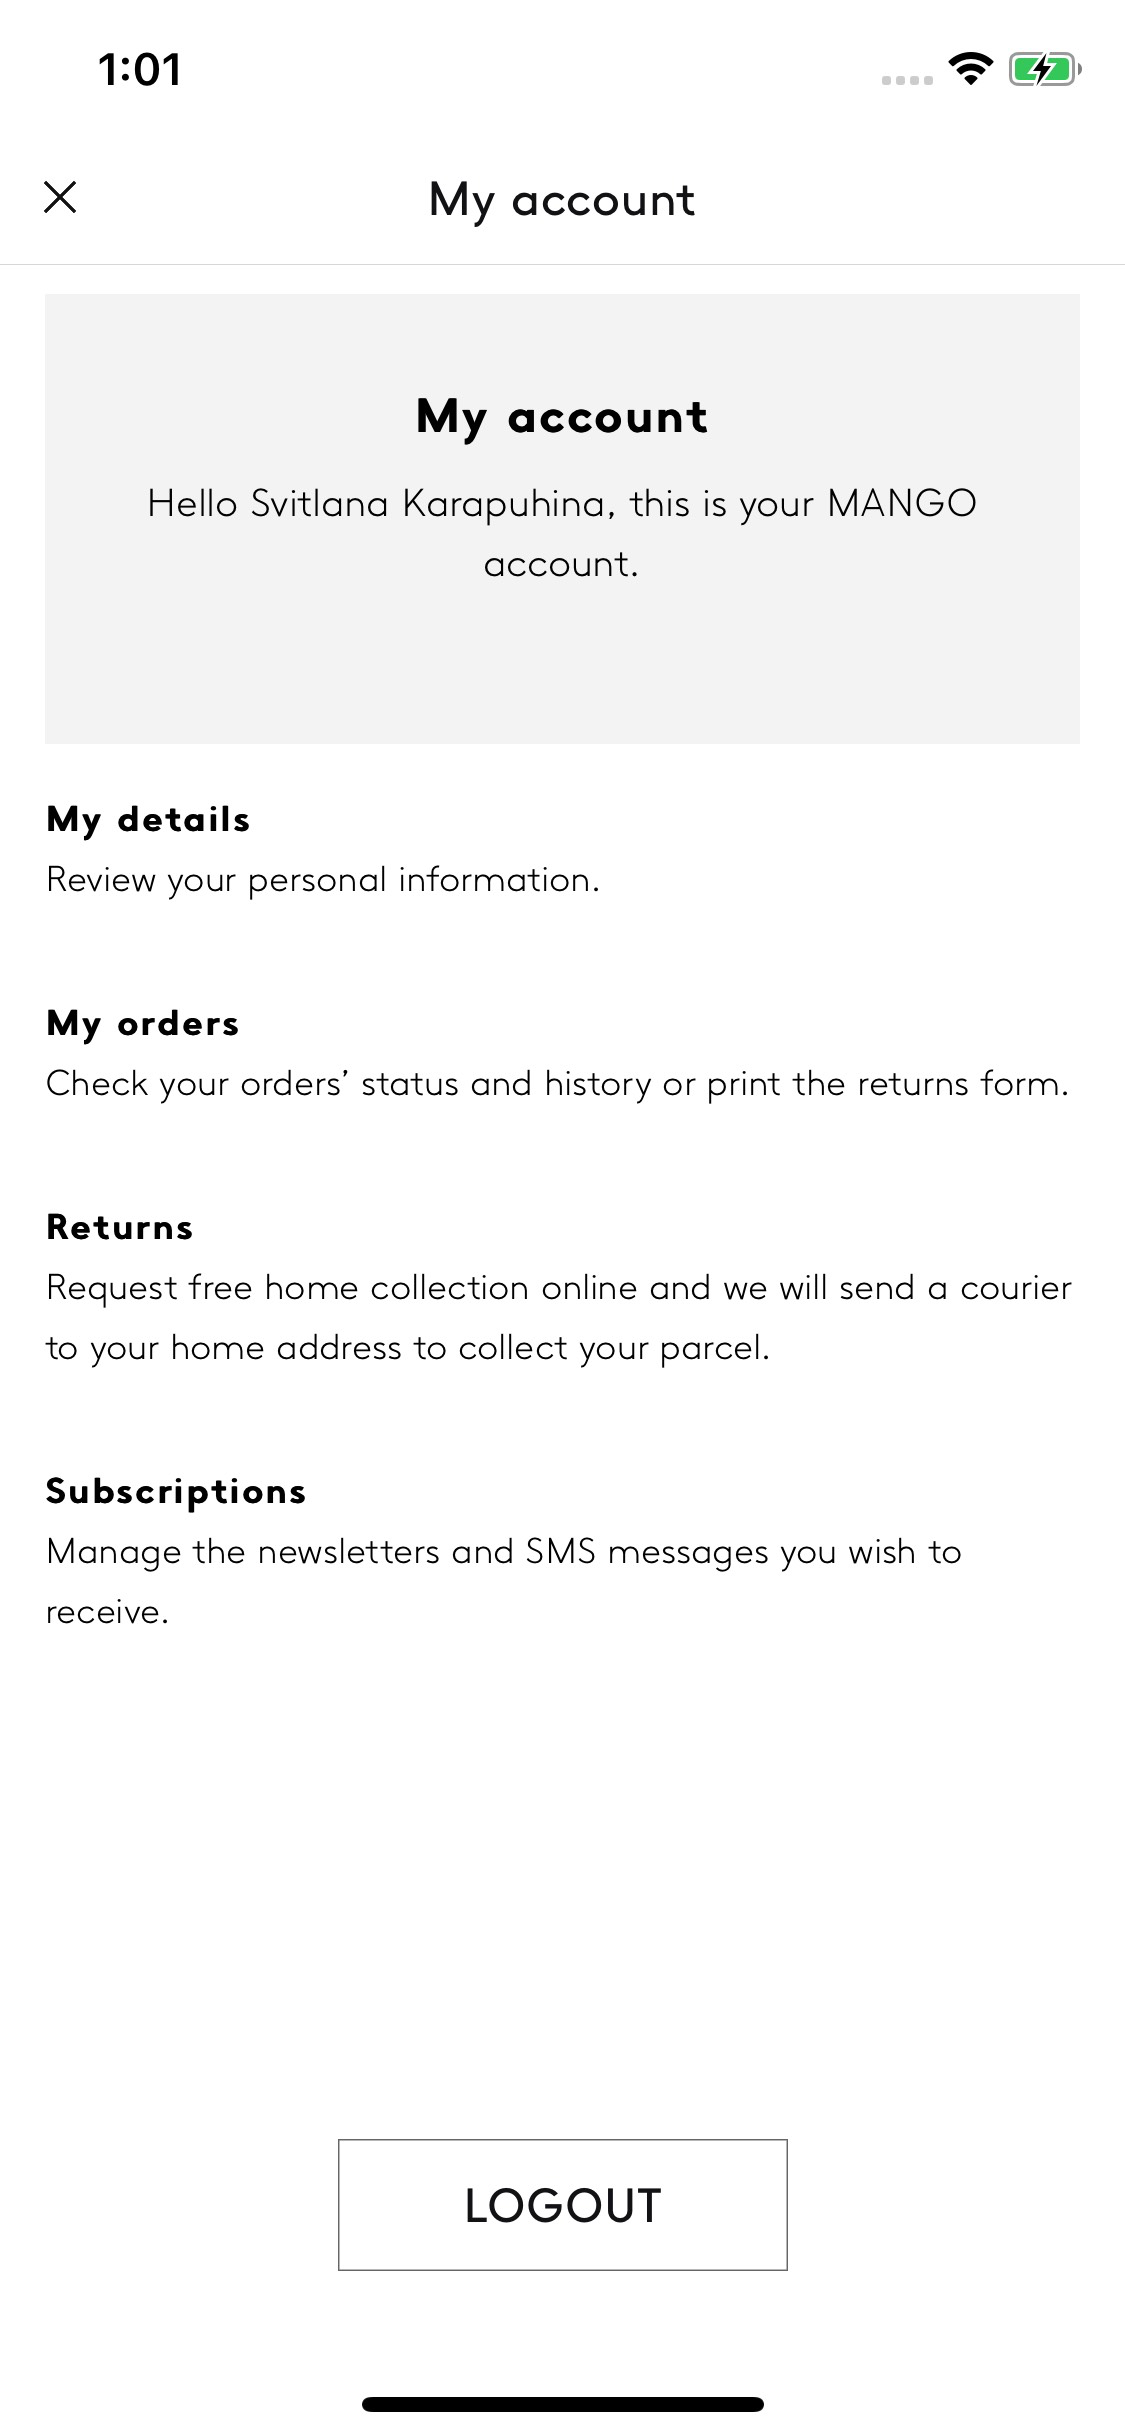 1:01
My account
My account
Hello Svitlana Karapuhina, this is your MANGO
account.
My details
Review your personal information.
My orders
Check your orders’ status and history or print the returns form.
Returns
Request free home collection online and we will send a courier
to your home address to collect your parcel.
Subscriptions
Manage the newsletters and SMS messages you wish to
receive.
LOGOUT